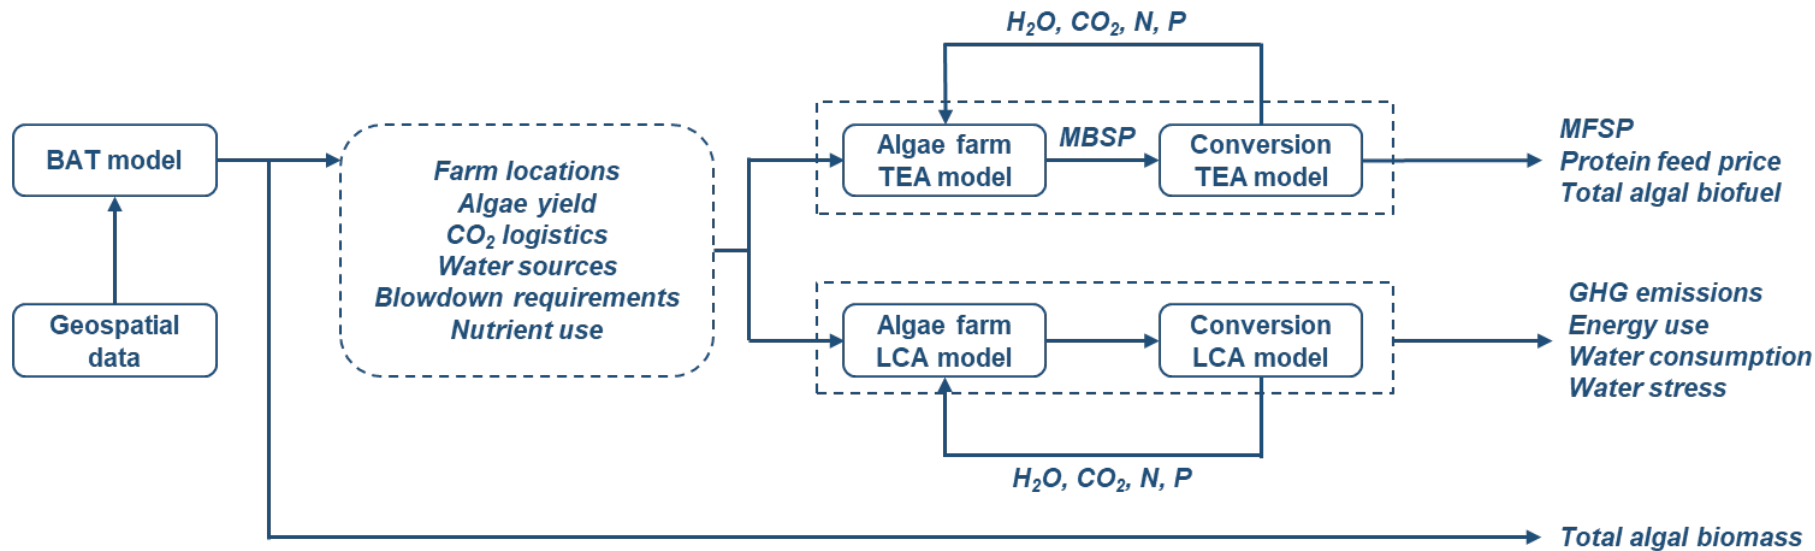 H₂O, CO₂, N, P
BAT model
Geospatial
data
Farm locations
Algae yield
CO₂ logistics
Water sources
Blowdown requirements
Nutrient use
Algae farm
TEA model
MBSP
Conversion
TEA model
MFSP
Protein feed price
Total algal biofuel
Algae farm
LCA model
Conversion
LCA model
GHG emissions
Energy use
Water consumption
Water stress
H₂O, CO₂, N, P
Total algal biomass